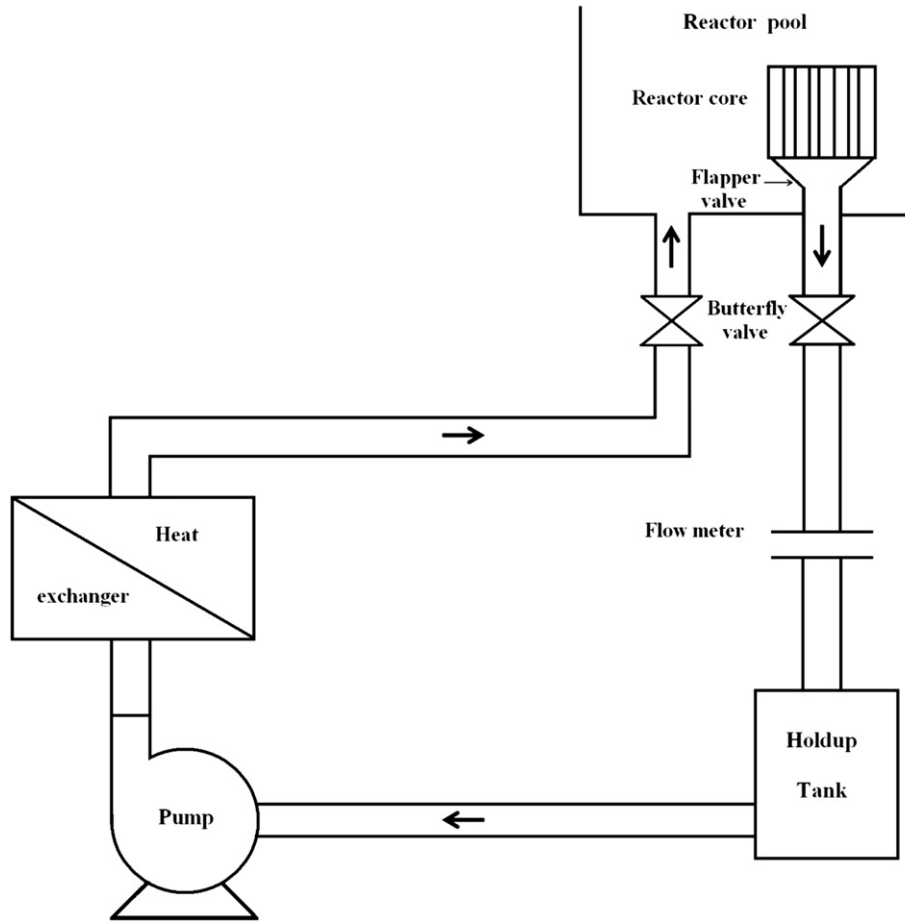 Reactor pool
Reactor core
Flapper
valve
Butterfly
valve
Flow meter
Heat
exchanger
Holdup
Tank
Pump